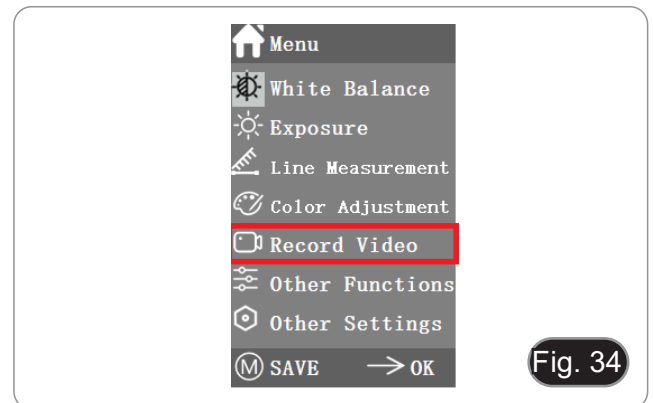 Menu
White Balance
Exposure
Line Measurement
Color Adjustment
Record Video
Other Functions
Other Settings
M SAVE → OK
Fig. 34